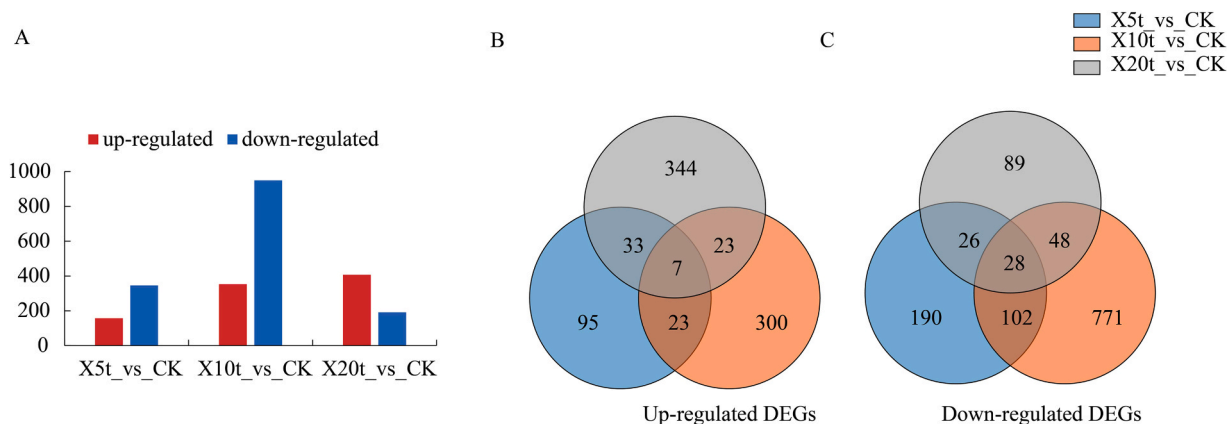 A
B
C
X5t_vs_CK
X10t_vs_CK
X20t_vs_CK
up-regulated down-regulated
1000
800
600
400
200
0
X5t_vs_CK X10t_vs_CK X20t_vs_CK
344
33
23
7
95
23
300
Up-regulated DEGs
89
26
48
28
190
102
771
Down-regulated DEGs